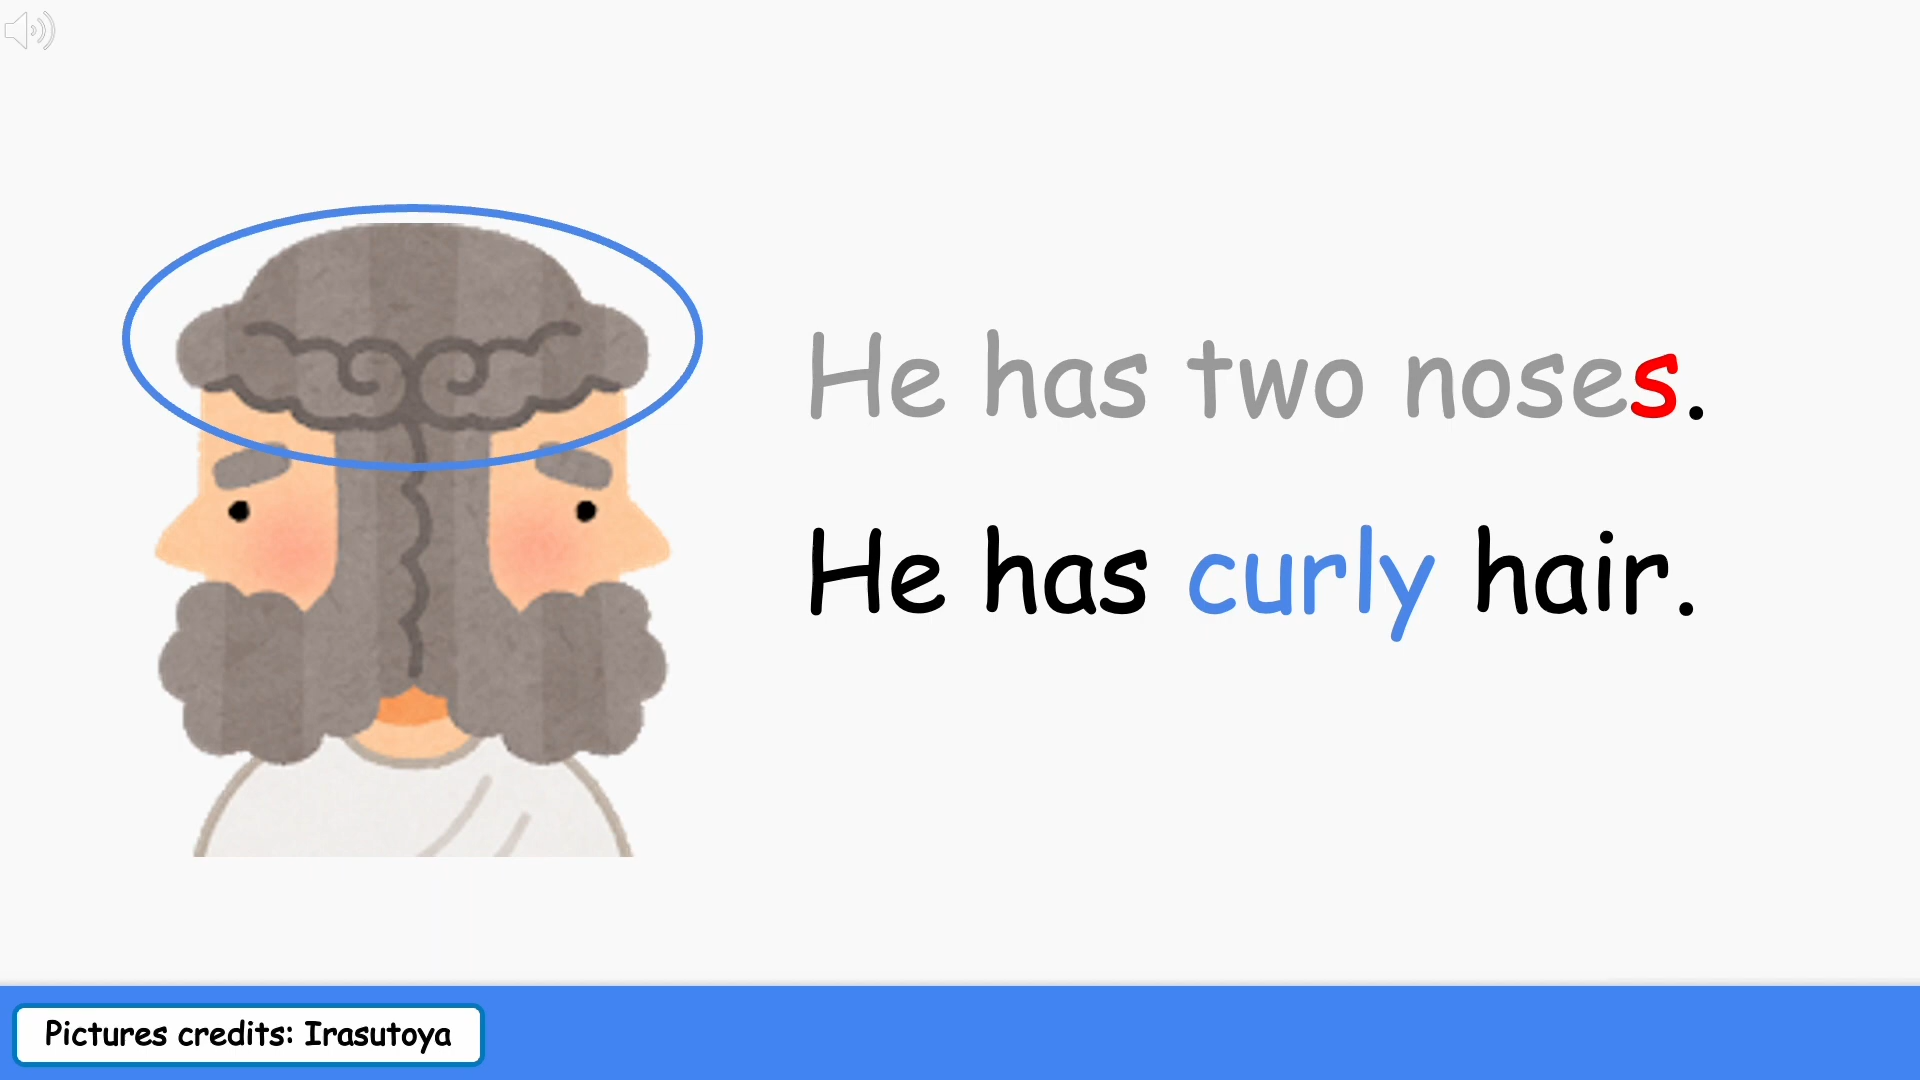 He has two noses.
He has curly hair.
Pictures credits: Irasutoya